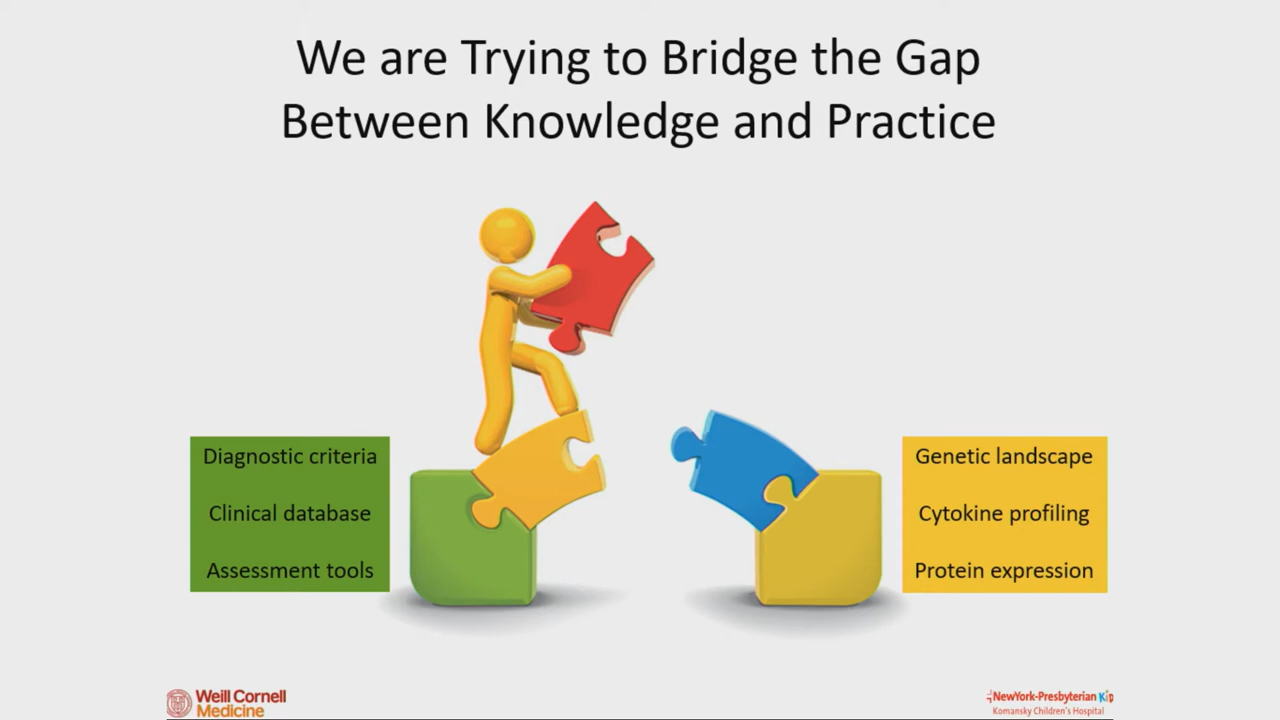 We are Trying to Bridge the Gap
Between Knowledge and Practice
Diagnostic criteria
Clinical database
Assessment tools
Genetic landscape
Cytokine profiling
Protein expression
Weill Cornell
Medicine
NewYork-Presbyterian Kids
Komansky Children's Hospital